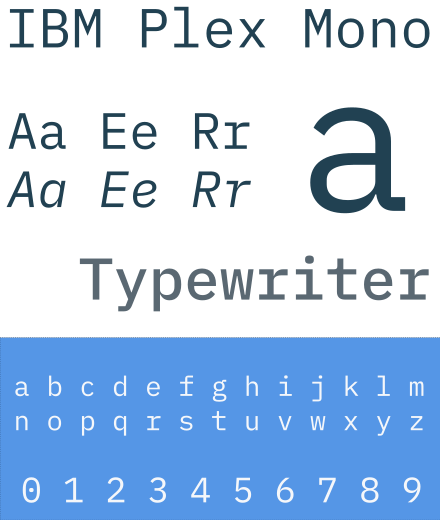 IBM Plex Mono
Aa Ee Rr
Aa Ee Rr
a
Typewriter
a b c d e f g h i j k l m
n o p q r s t u v w x y z
0 1 2 3 4 5 6 7 8 9